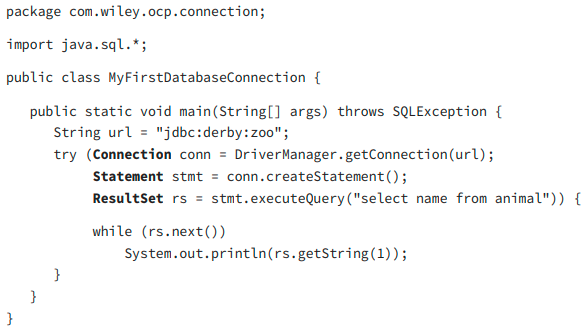 package com.wiley.ocp.connection;
import java.sql.*;
public class MyFirstDatabaseConnection {
public static void main(String[] args) throws SQLException {
String url = "jdbc:derby:zoo";
try (Connection conn = DriverManager.getConnection(url);
Statement stmt = conn.createStatement();
ResultSet rs = stmt.executeQuery("select name from animal")) {
while (rs.next())
System.out.println(rs.getString(1));
}
}
}